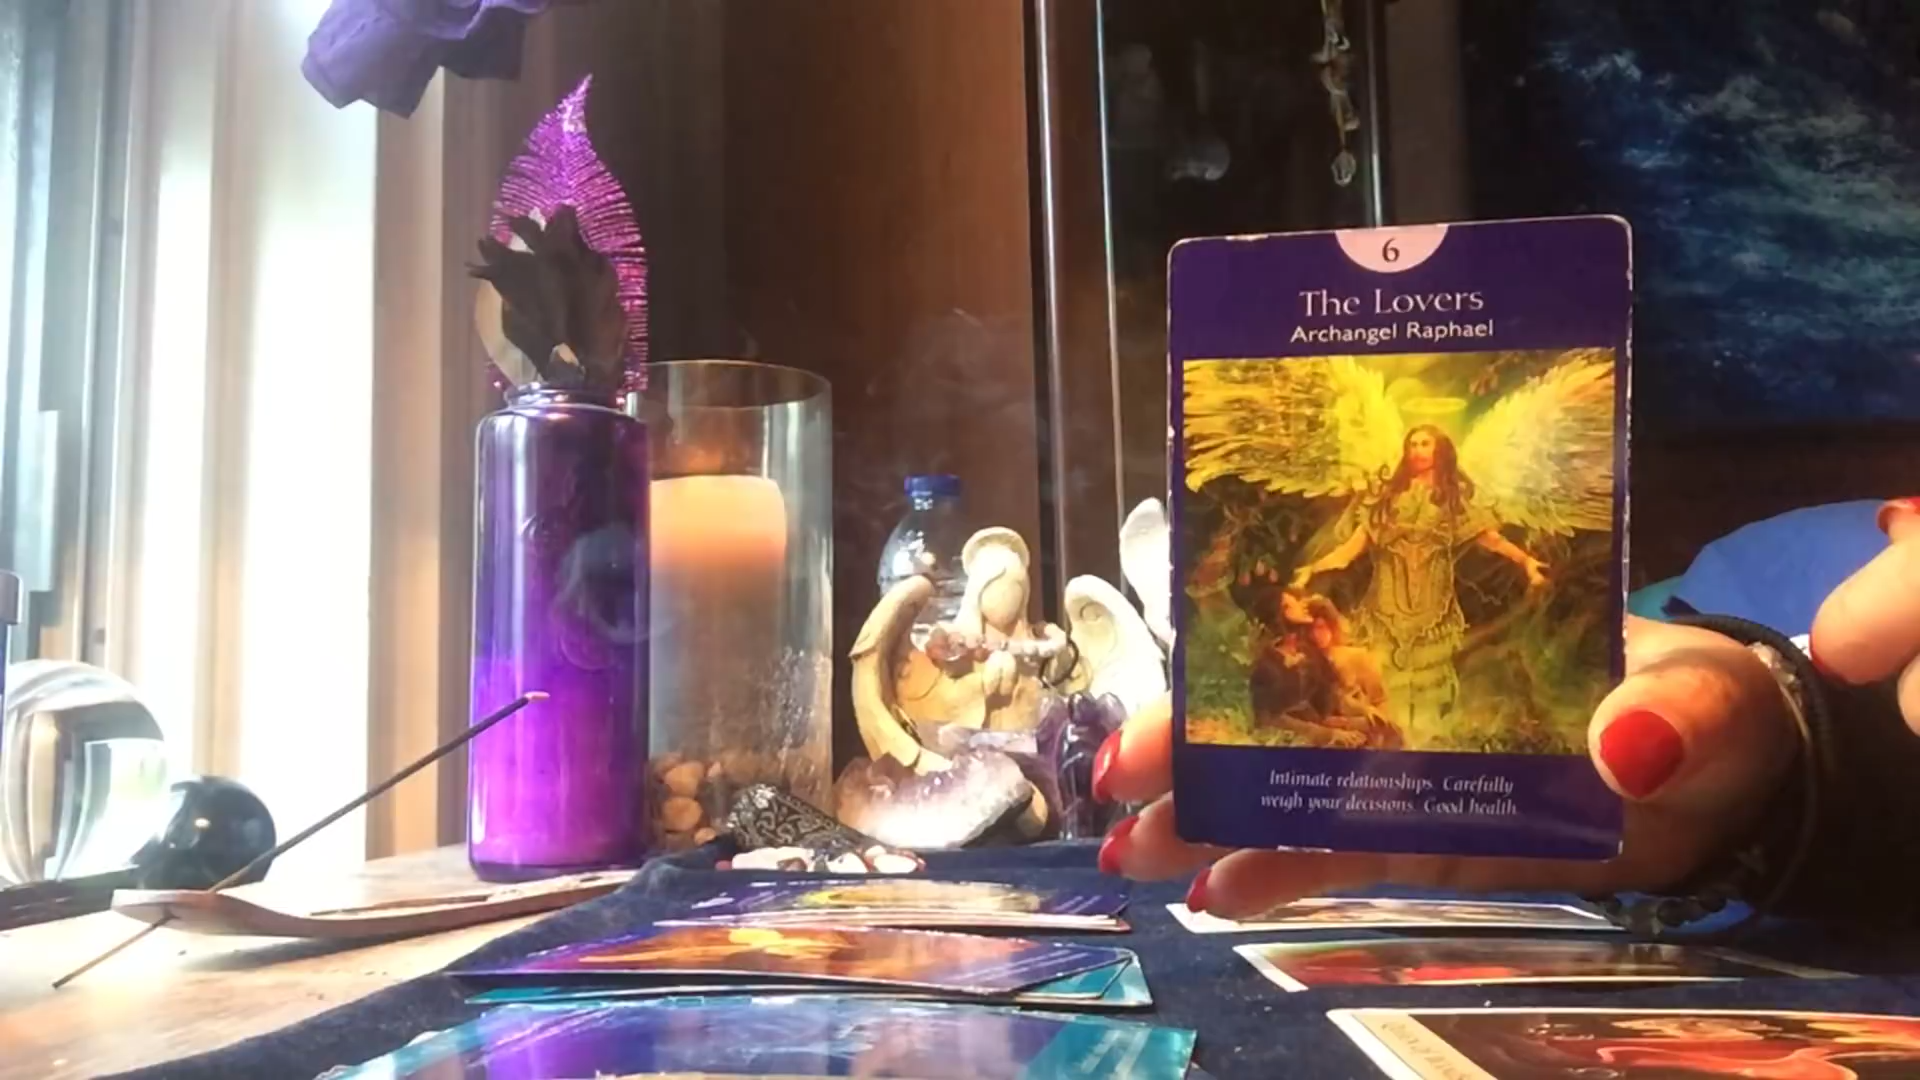 6
The Lovers
Archangel Raphael
Intimate relationships. Carefully
weigh your decisions. Good health.